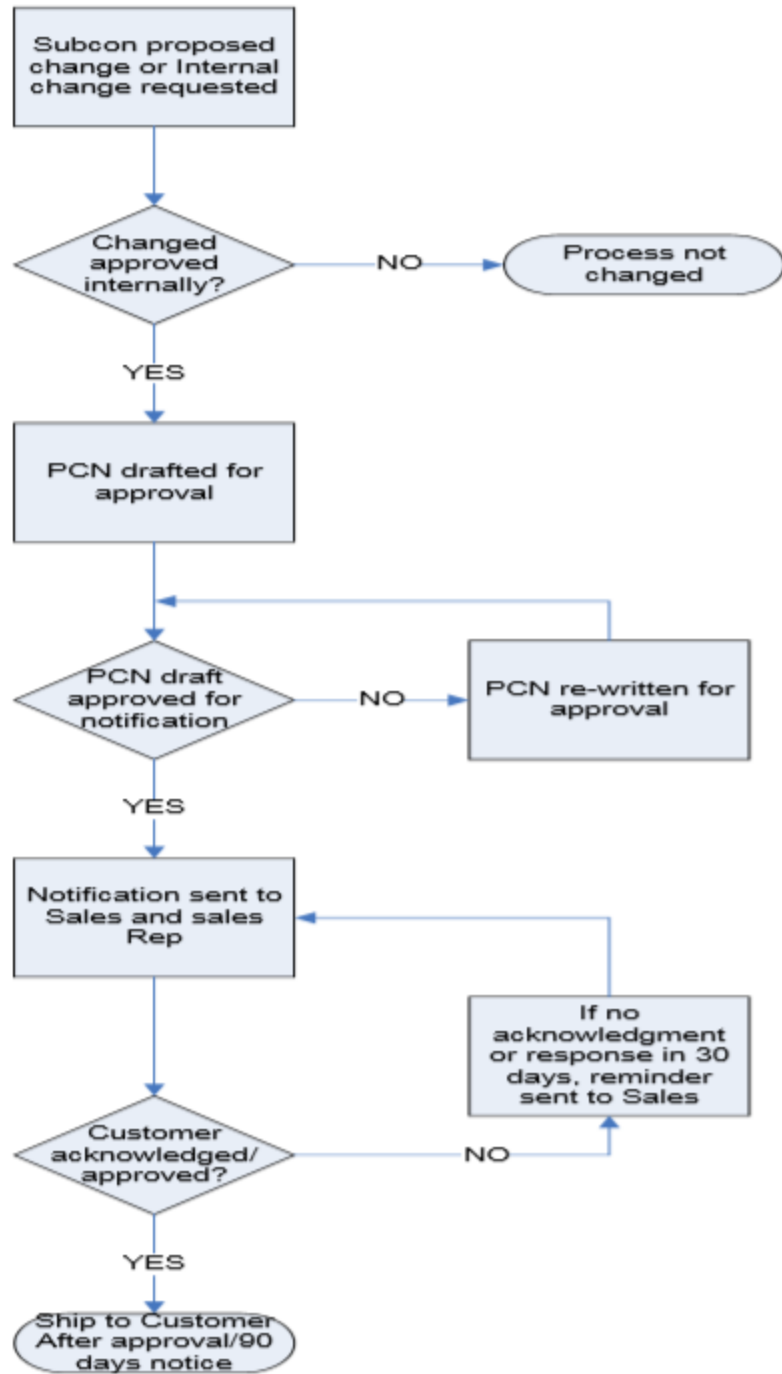 Subcon proposed
change or Internal
change requested
Changed
approved
internally?
NO
Process not
changed
YES
PCN drafted for
approval
PCN draft
approved for
notification
NO
PCN re-written for
approval
YES
Notification sent to
Sales and sales
Rep
If no
acknowledgment
or response in 30
days, reminder
sent to Sales
Customer
acknowledged/
approved?
NO
YES
Ship to Customer
After approval/90
days notice